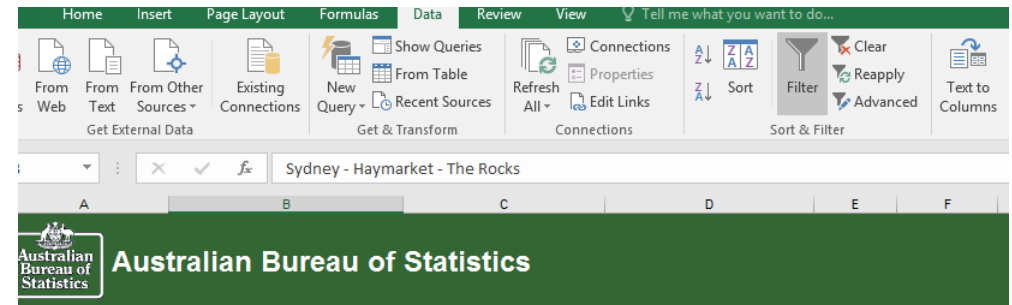 Home Insert Page Layout Formulas Data Review View Tell me what you want to do...
Show Queries Connections Clear
From Table Properties Reapply
From From From Other Existing New Refresh Sort Filter Text to
Web Text Sources Connections Query Recent Sources All Edit Links Advanced Columns
Get External Data Get & Transform Connections Sort & Filter
fx Sydney - Haymarket - The Rocks
A B C D E F
Australian
Bureau of
Statistics
Australian Bureau of Statistics